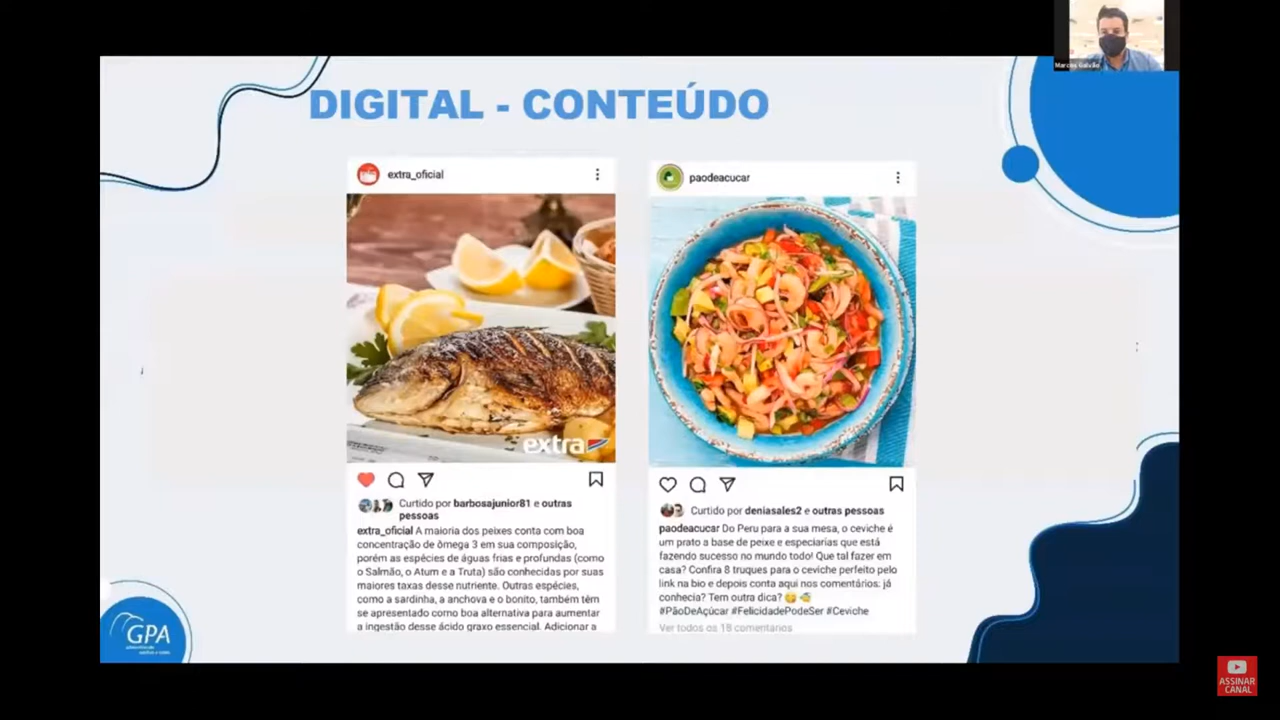 Marcos Galvão
DIGITAL - CONTEÚDO
extra_oficial
extra
Curtido por barbosajunior81 e outras
pessoas
extra_oficial A maioria dos peixes conta com boa
concentração de ômega 3 em sua composição,
porém as espécies de águas frias e profundas (como
o Salmão, o Atum e a Truta) são conhecidas por suas
maiores taxas desse nutriente. Outras espécies,
como a sardinha, a anchova e o bonito, também têm
se apresentado como boa alternativa para aumentar
a ingestão desse ácido graxo essencial. Adicionar a
paodeacucar
Curtido por deniasales2 e outras pessoas
paodeacucar Do Peru para a sua mesa, o ceviche é
um prato a base de peixe e especiarias que está
fazendo sucesso no mundo todo! Que tal fazer em
casa? Confira 8 truques para o ceviche perfeito pelo
link na bio e depois conta aqui nos comentários: já
conhecia? Tem outra dica?
#PãoDeAçúcar #FelicidadePodeSer #Ceviche
Ver todos os 18 comentários
GPA
ASSINAR
CANAL